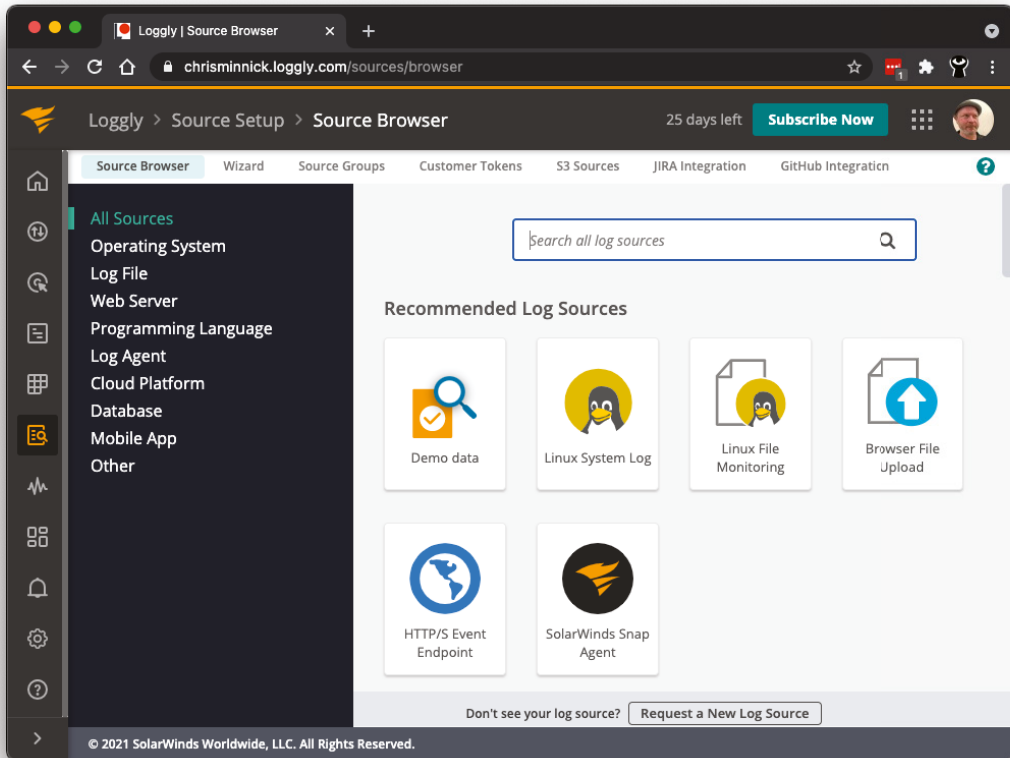 Loggly | Source Browser
chrisminnick.loggly.com/sources/browser
1
Loggly > Source Setup > Source Browser
25 days left
Subscribe Now
Source Browser
Wizard
Source Groups
Customer Tokens
S3 Sources
JIRA Integration
GitHub Integration
?
All Sources
Operating System
Log File
Web Server
Programming Language
Log Agent
Cloud Platform
Database
Mobile App
Other
Search all log sources
Recommended Log Sources
Demo data
Linux System Log
Linux File
Monitoring
Browser File
Upload
HTTP/S Event
Endpoint
SolarWinds Snap
Agent
Don't see your log source?
Request a New Log Source
© 2021 SolarWinds Worldwide, LLC. All Rights Reserved.